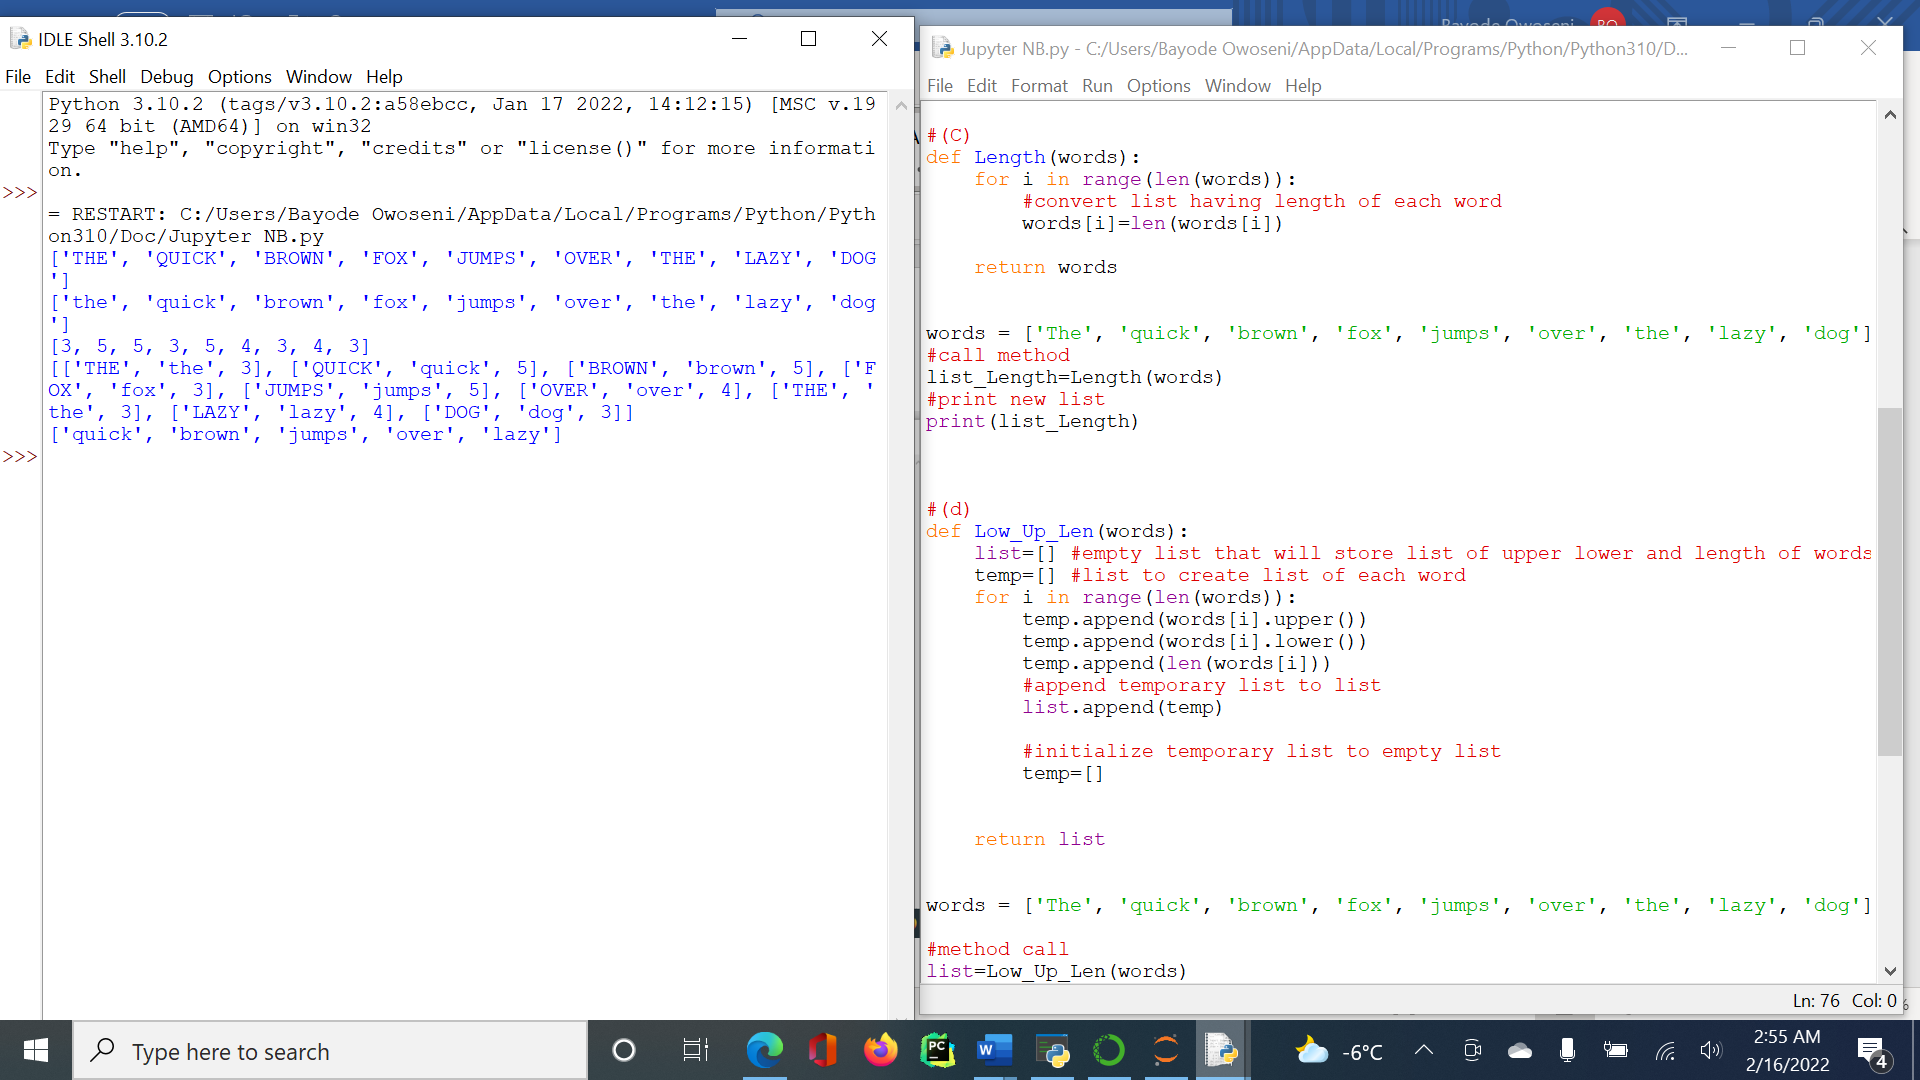 IDLE Shell 3.10.2
File Edit Shell Debug Options Window Help
Python 3.10.2 (tags/v3.10.2:a58ebcc, Jan 17 2022, 14:12:15) [MSC v.19
29 64 bit (AMD64)] on win32
Type "help", "copyright", "credits" or "license()" for more informati
on.
>>>
= RESTART: C:/Users/Bayode Owoseni/AppData/Local/Programs/Python/Pyth
on310/Doc/Jupyter NB.py
['THE', 'QUICK', 'BROWN', 'FOX', 'JUMPS', 'OVER', 'THE', 'LAZY', 'DOG
']
['the', 'quick', 'brown', 'fox', 'jumps', 'over', 'the', 'lazy', 'dog
']
[3, 5, 5, 3, 5, 4, 3, 4, 3]
[['THE', 'the', 3], ['QUICK', 'quick', 5], ['BROWN', 'brown', 5], ['F
OX', 'fox', 3], ['JUMPS', 'jumps', 5], ['OVER', 'over', 4], ['THE', '
the', 3], ['LAZY', 'lazy', 4], ['DOG', 'dog', 3]]
['quick', 'brown', 'jumps', 'over', 'lazy']
>>>
Bayode Owoseni BO
Jupyter NB.py - C:/Users/Bayode Owoseni/AppData/Local/Programs/Python/Python310/D...
File Edit Format Run Options Window Help
#(C)
def Length(words):
    for i in range(len(words)):
        #convert list having length of each word
        words[i]=len(words[i])
    return words
words = ['The', 'quick', 'brown', 'fox', 'jumps', 'over', 'the', 'lazy', 'dog']
#call method
list_Length=Length(words)
#print new list
print(list_Length)
#(d)
def Low_Up_Len(words):
    list=[] #empty list that will store list of upper lower and length of words
    temp=[] #list to create list of each word
    for i in range(len(words)):
        temp.append(words[i].upper())
        temp.append(words[i].lower())
        temp.append(len(words[i]))
        #append temporary list to list
        list.append(temp)
        #initialize temporary list to empty list
        temp=[]
    return list
words = ['The', 'quick', 'brown', 'fox', 'jumps', 'over', 'the', 'lazy', 'dog']
#method call
list=Low_Up_Len(words)
Ln: 76 Col: 0
Type here to search
PC
W
-6°C
2:55 AM
2/16/2022
4